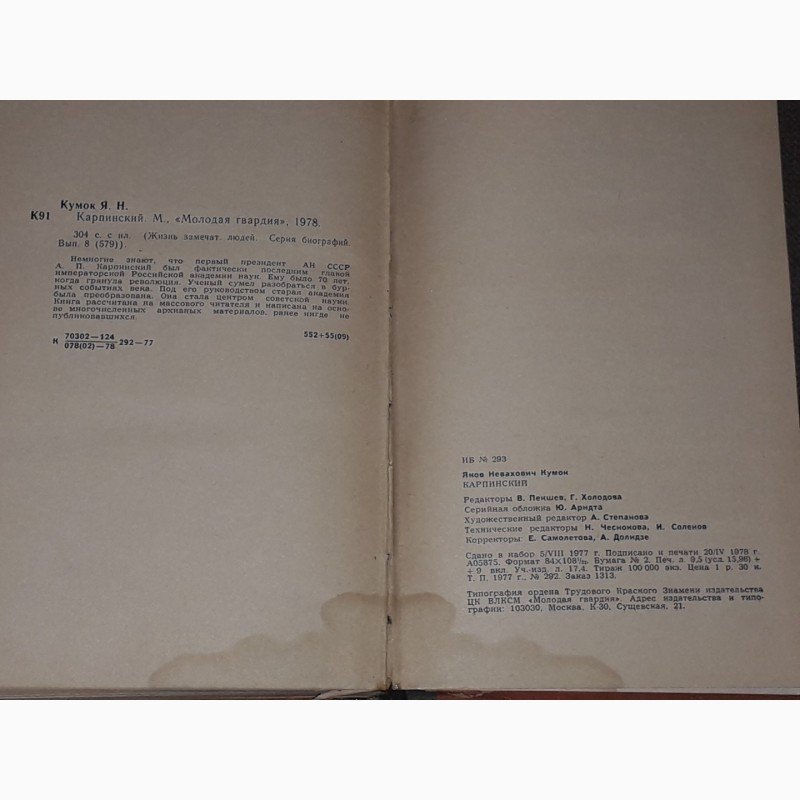 Кумок Я. Н.
К91 Карпинский. М., «Молодая гвардия», 1978.
304 с. с ил. (Жизнь замечат. людей. Серия биографий.
Вып. 8 (579)).
Немногие знают, что первый президент АН СССР
А. П. Карпинский был фактически последним главой
императорской Российской академии наук. Ему было 70 лет,
когда грянула революция. Ученый сумел разобраться в бур-
ных событиях века. Под его руководством старая академия
была преобразована. Она стала центром советской науки.
Книга рассчитана на массового читателя и написана на осно-
ве многочисленных архивных материалов, ранее нигде не
публиковавшихся.
К 70302—124
078(02)—78 292—77
552+55(09)
ИБ № 293
Яков Невахович Кумок
КАРПИНСКИЙ
Редакторы В. Пекшев, Г. Холодова
Серийная обложка Ю. Арндта
Художественный редактор А. Степанова
Технические редакторы Н. Чеснокова, И. Соленов
Корректоры: Е. Самолетова, А. Долидзе
Сдано в набор 5/VIII 1977 г. Подписано к печати 20/IV 1978 г.
А05875. Формат 84×108¹/₃₂. Бумага № 2. Печ. л. 9,5 (усл. 15,96) +
+ 9 вкл. Уч.-изд. л. 17,4. Тираж 100 000 экз. Цена 1 р. 30 к.
Т. П. 1977 г., № 292. Заказ 1313.
Типография ордена Трудового Красного Знамени издательства
ЦК ВЛКСМ «Молодая гвардия». Адрес издательства и типо-
графии: 103030, Москва, К-30, Сущевская, 21.